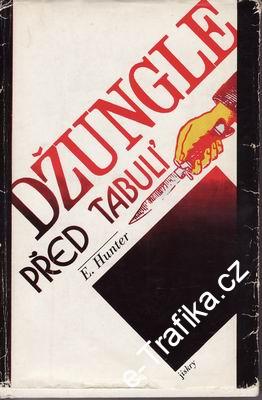 DŽUNGLE
PŘED TABULÍ
E. Hunter
e-Trafika.cz
jiskry